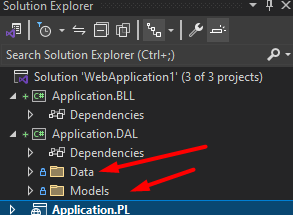 Solution Explorer
Search Solution Explorer (Ctrl+;)
Solution 'WebApplication1' (3 of 3 projects)
C# Application.BLL
Dependencies
C# Application.DAL
Dependencies
Data
Models
Application.PL